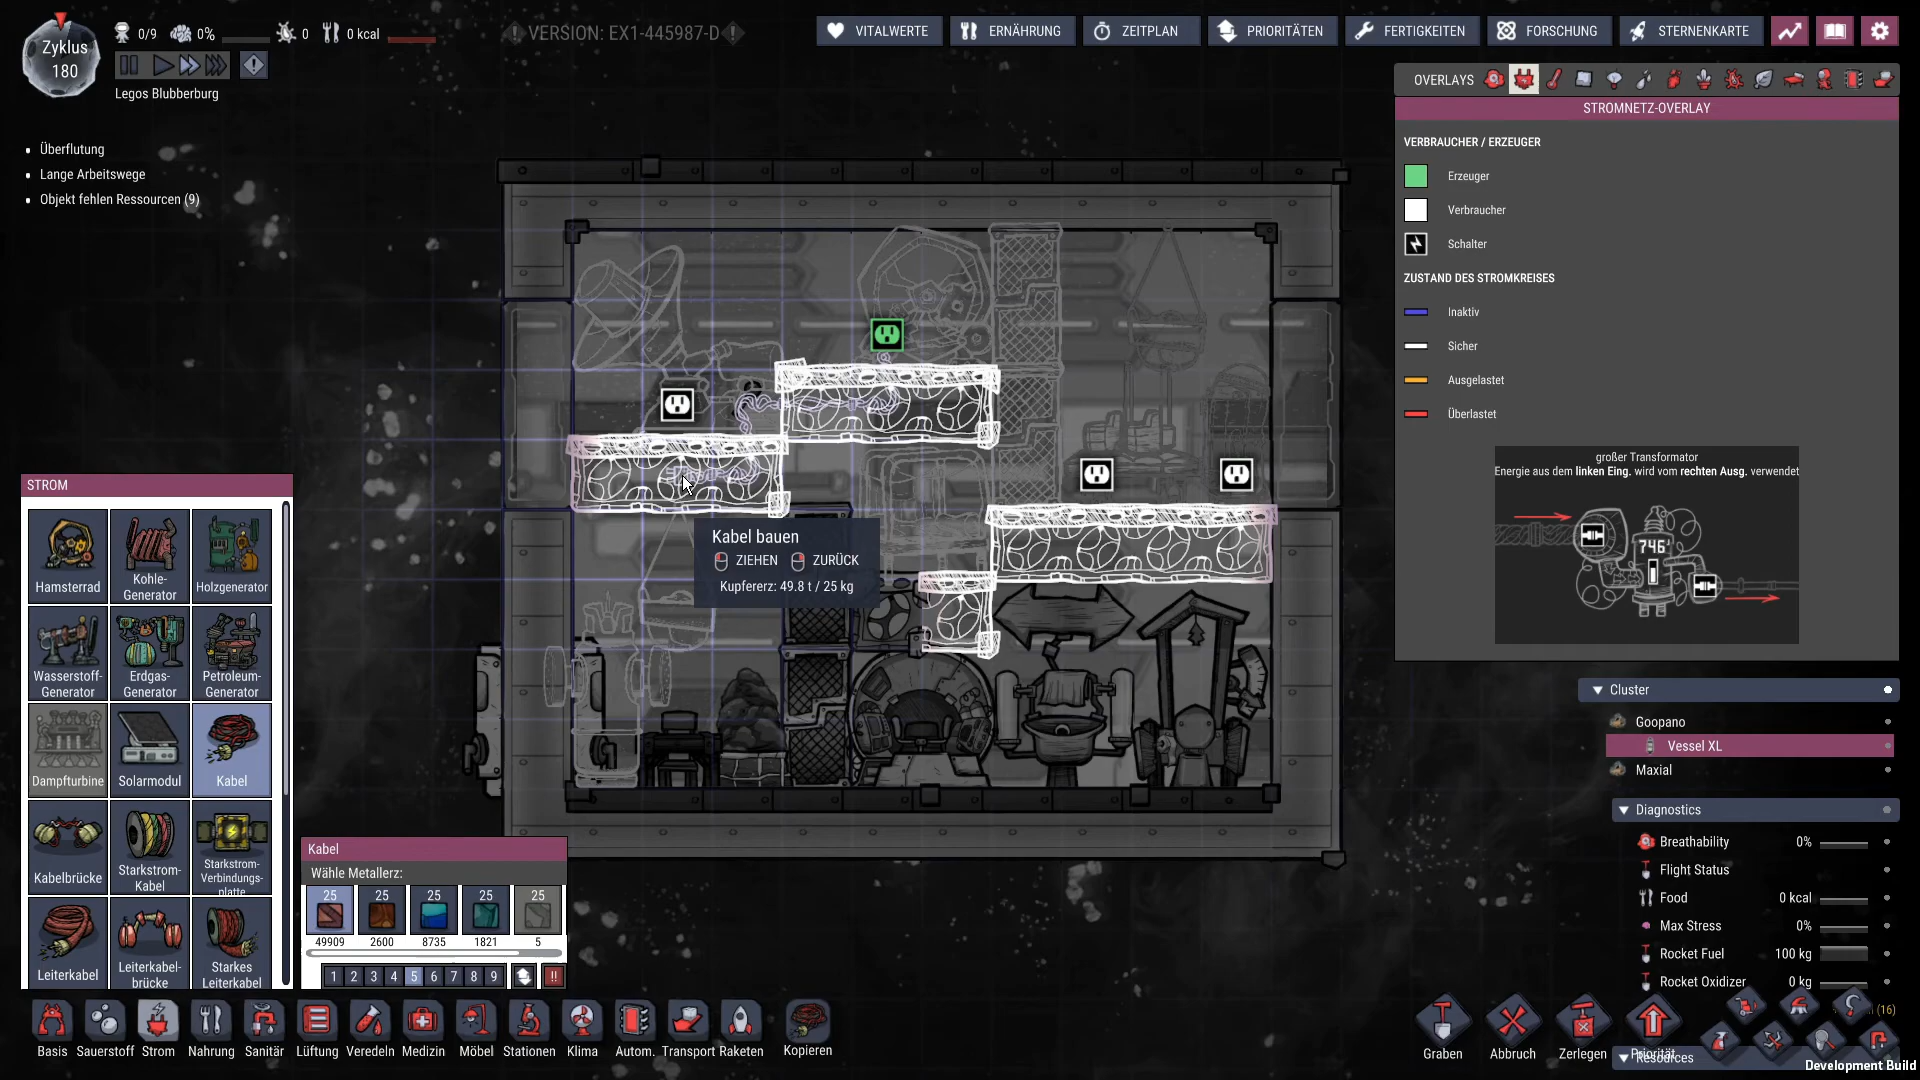 Zyklus
180
0/9
0%
0
0 kcal
Legos Blubberburg
VERSION: EX1-445987-D
VITALWERTE
ERNÄHRUNG
ZEITPLAN
PRIORITÄTEN
FERTIGKEITEN
FORSCHUNG
STERNENKARTE
Überflutung
Lange Arbeitswege
Objekt fehlen Ressourcen (9)
OVERLAYS
STROMNETZ-OVERLAY
VERBRAUCHER / ERZEUGER
Erzeuger
Verbraucher
Schalter
ZUSTAND DES STROMKREISES
Inaktiv
Sicher
Ausgelastet
Überlastet
großer Transformator
Energie aus dem linken Eing. wird vom rechten Ausg. verwendet
746
Kabel bauen
ZIEHEN
ZURÜCK
Kupfererz: 49.8 t / 25 kg
STROM
Hamsterrad
Kohle-
Generator
Holzgenerator
Wasserstoff-
Generator
Erdgas-
Generator
Petroleum-
Generator
Dampfturbine
Solarmodul
Kabel
Kabelbrücke
Starkstrom-
Kabel
Starkstrom-
Verbindungs-
platte
Leiterkabel
Leiterkabel-
brücke
Starkes
Leiterkabel
Kabel
Wähle Metallerz:
25 25 25 25 25
49909 2600 8735 1821 5
1 2 3 4 5 6 7 8 9 !!
Cluster
Goopano
Vessel XL
Maxial
Diagnostics
Breathability 0%
Flight Status
Food 0 kcal
Max Stress 0%
Rocket Fuel 100 kg
Rocket Oxidizer 0 kg
(16)
Resources
Basis
Sauerstoff
Strom
Nahrung
Sanitär
Lüftung
Veredeln
Medizin
Möbel
Stationen
Klima
Autom.
Transport
Raketen
Kopieren
Graben
Abbruch
Zerlegen
Priorität
Development Build